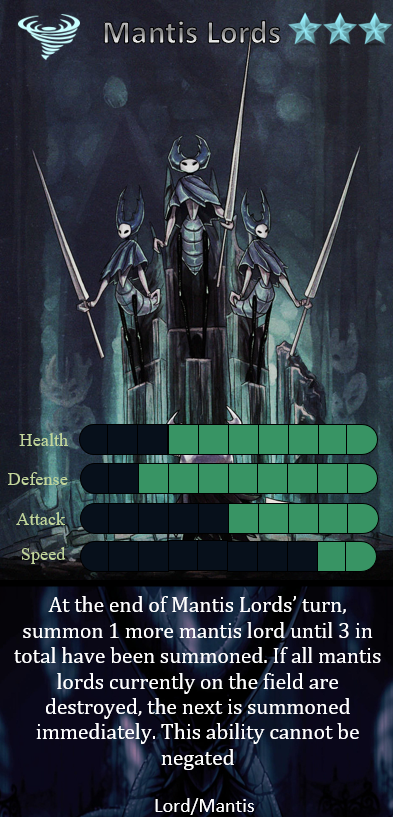 Mantis Lords
Health
Defense
Attack
Speed
At the end of Mantis Lords’ turn,
summon 1 more mantis lord until 3 in
total have been summoned. If all mantis
lords currently on the field are
destroyed, the next is summoned
immediately. This ability cannot be
negated
Lord/Mantis